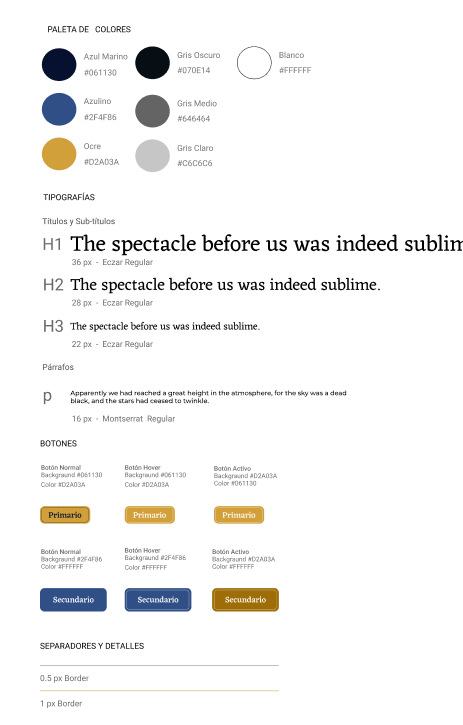 PALETA DE COLORES
Azul Marino
#061130
Gris Oscuro
#070E14
Blanco
#FFFFFF
Azulino
#2F4F86
Gris Medio
#646464
Ocre
#D2A03A
Gris Claro
#C6C6C6
TIPOGRAFÍAS
Títulos y Sub-títulos
H1 The spectacle before us was indeed sublim
36 px - Eczar Regular
H2 The spectacle before us was indeed sublime.
28 px - Eczar Regular
H3 The spectacle before us was indeed sublime.
22 px - Eczar Regular
Párrafos
p Apparently we had reached a great height in the atmosphere, for the sky was a dead
black, and the stars had ceased to twinkle.
16 px - Montserrat Regular
BOTONES
Botón Normal
Background #061130
Color #D2A03A
Botón Hover
Background #061130
Color #D2A03A
Botón Activo
Background #D2A03A
Color #061130
Primario
Primario
Primario
Botón Normal
Background #2F4F86
Color #FFFFFF
Botón Hover
Background #2F4F86
Color #FFFFFF
Botón Activo
Background #D2A03A
Color #FFFFFF
Secundario
Secundario
Secundario
SEPARADORES Y DETALLES
0.5 px Border
1 px Border